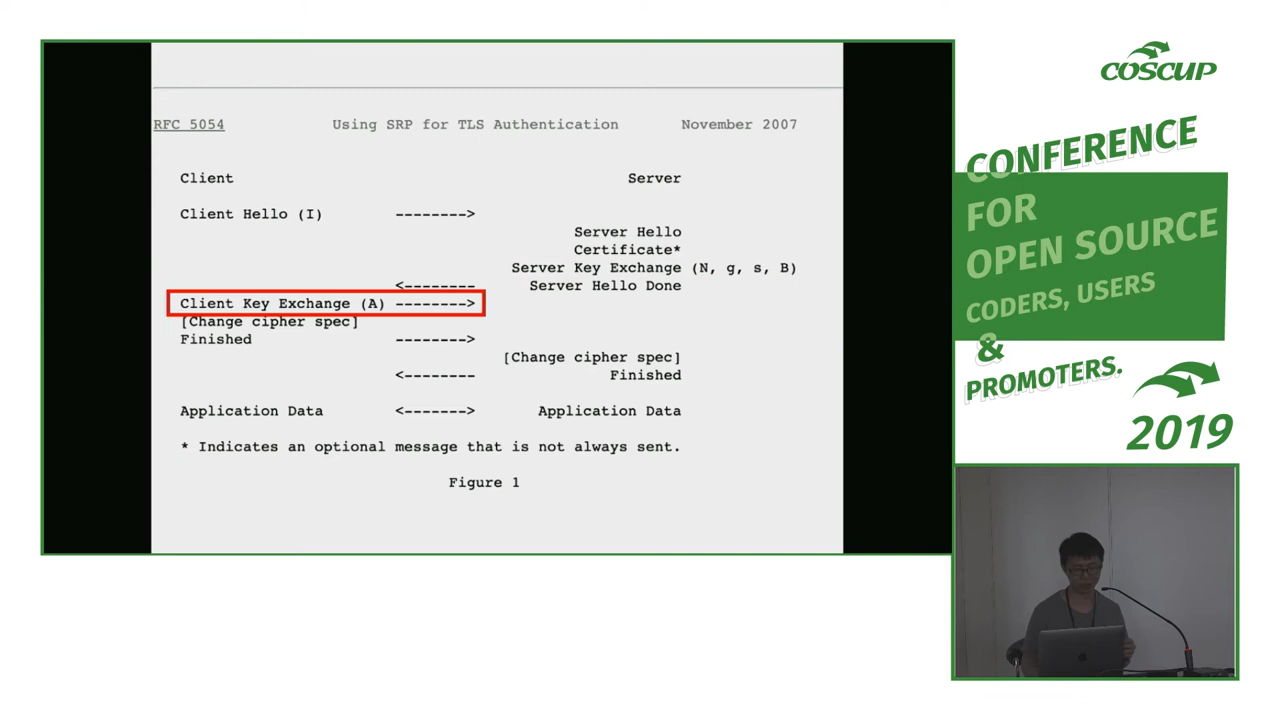 RFC 5054 Using SRP for TLS Authentication November 2007
Client Server
Client Hello (I) -------->
Server Hello
Certificate*
Server Key Exchange (N, g, s, B)
<-------- Server Hello Done
Client Key Exchange (A) -------->
[Change cipher spec]
Finished -------->
[Change cipher spec]
<-------- Finished
Application Data <-------> Application Data
* Indicates an optional message that is not always sent.
Figure 1
COSCUP
CONFERENCE
FOR
OPEN SOURCE
CODERS, USERS
&
PROMOTERS.
2019